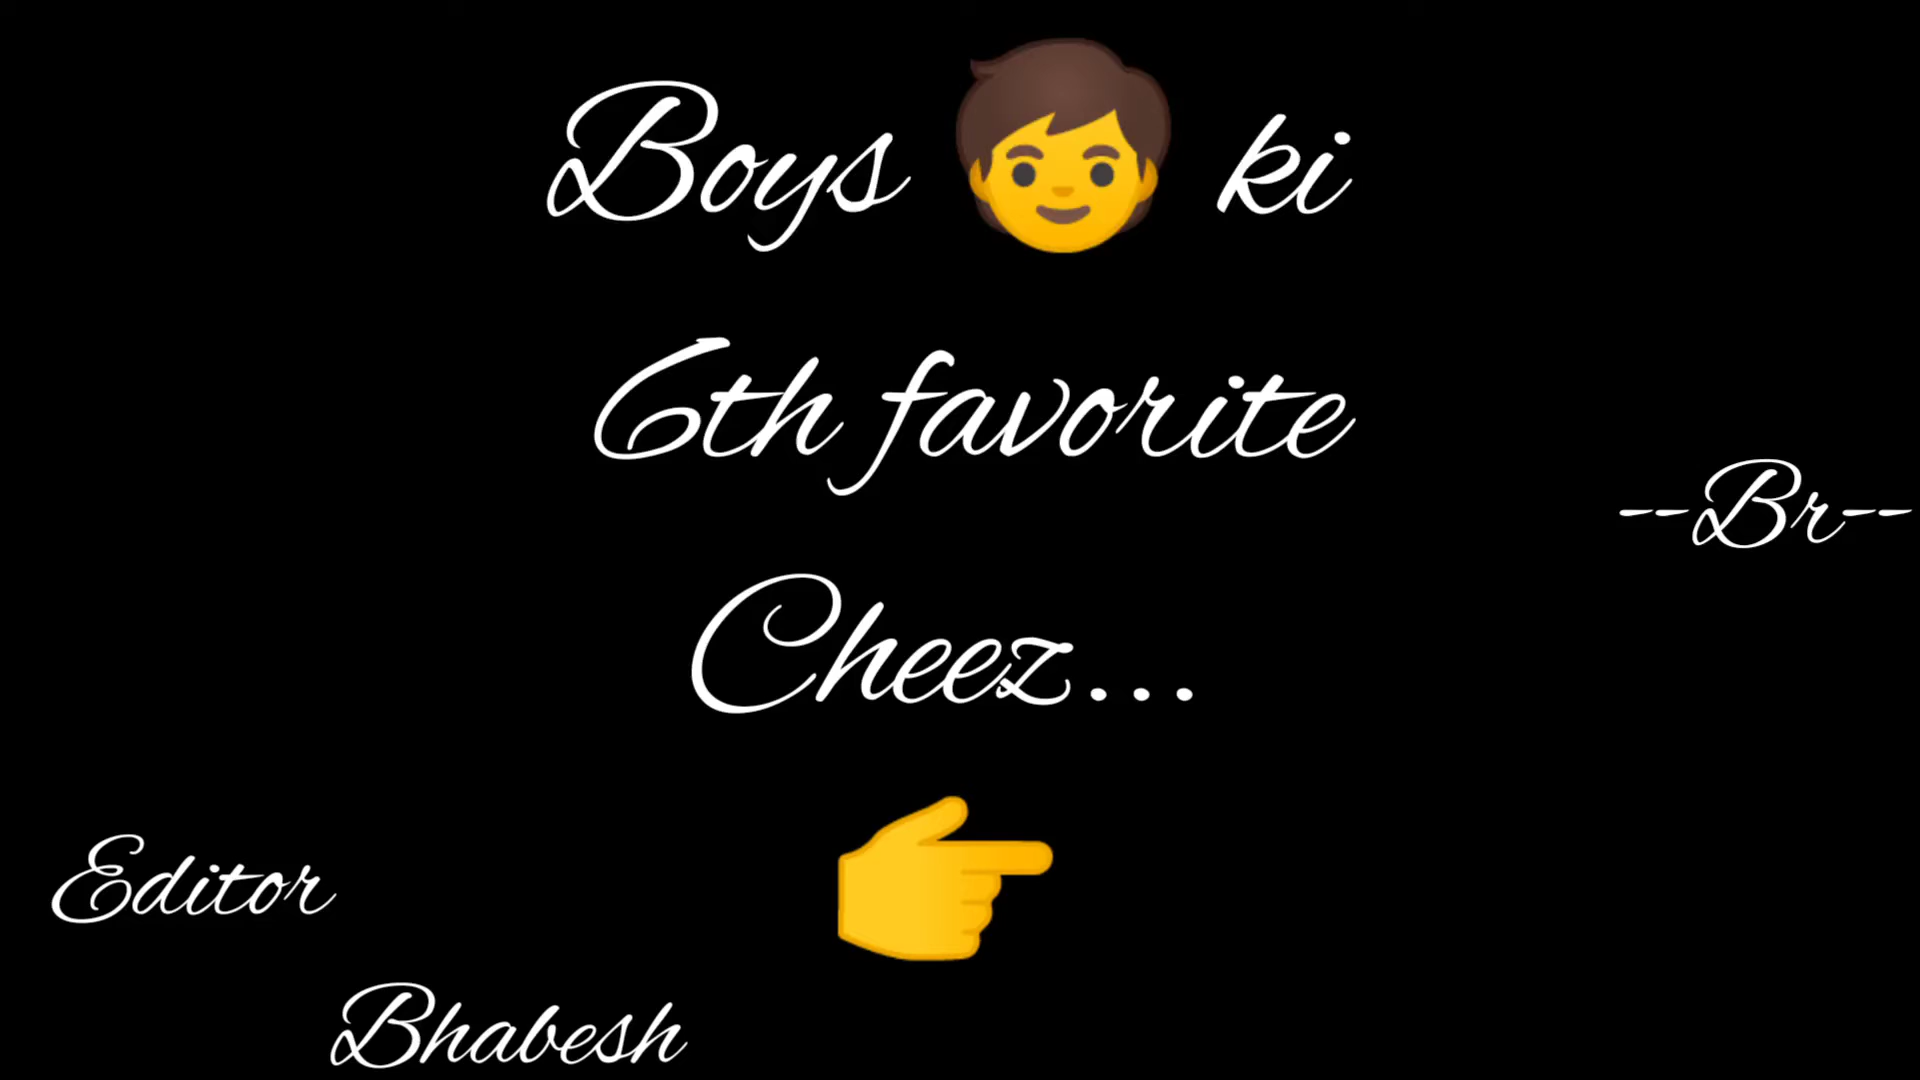 Boys 🧒 ki
6th favorite
--Br--
Cheez...
👉
Editor
Bhabesh